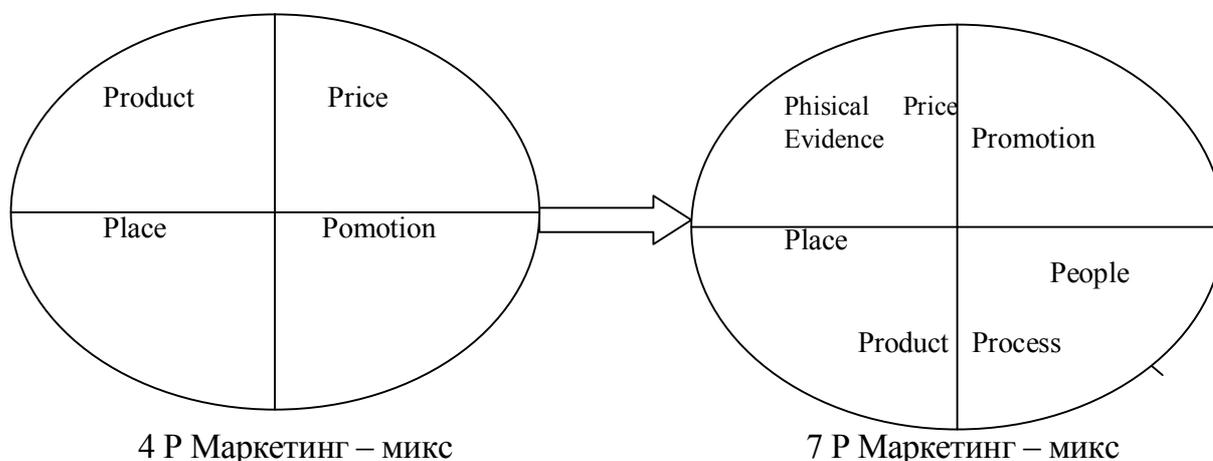 Product Price
Place Pomotion
4 Р Маркетинг – микс
Phisical Price
Evidence
Promotion
Place
People
Product Process
7 Р Маркетинг – микс